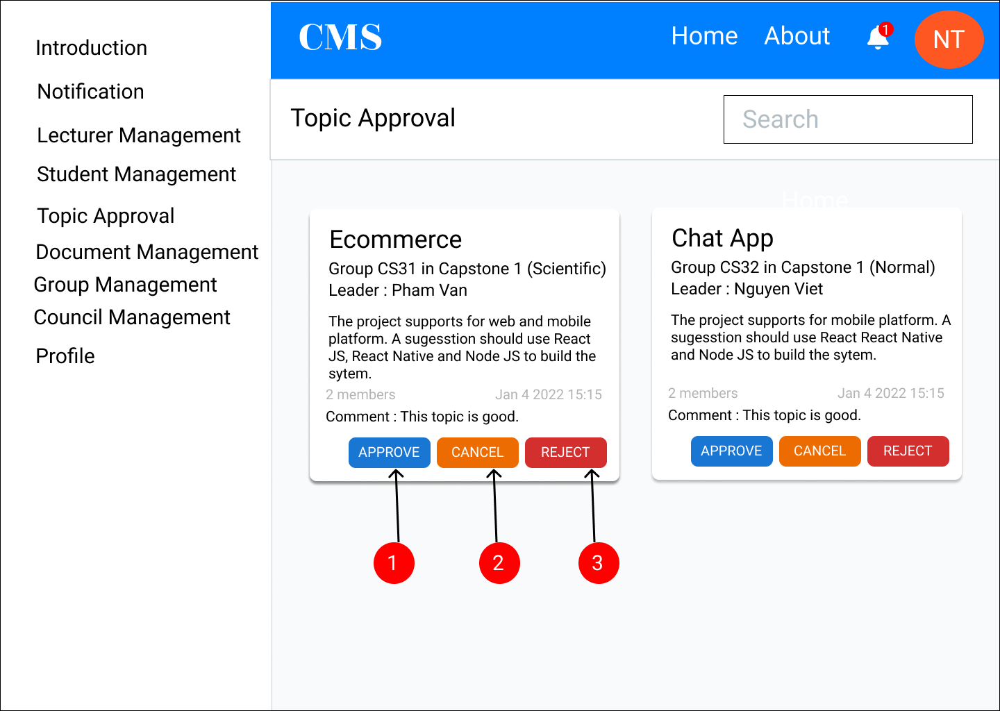 Introduction
Notification
Lecturer Management
Student Management
Topic Approval
Document Management
Group Management
Council Management
Profile
CMS
Home
About
1
NT
Topic Approval
Search
Home
Ecommerce
Group CS31 in Capstone 1 (Scientific)
Leader : Pham Van
The project supports for web and mobile
platform. A sugesstion should use React
JS, React Native and Node JS to build the
sytem.
2 members
Jan 4 2022 15:15
Comment : This topic is good.
APPROVE
CANCEL
REJECT
1
2
3
Chat App
Group CS32 in Capstone 1 (Normal)
Leader : Nguyen Viet
The project supports for mobile platform. A
sugesstion should use React React Native
and Node JS to build the sytem.
2 members
Jan 4 2022 15:15
Comment : This topic is good.
APPROVE
CANCEL
REJECT